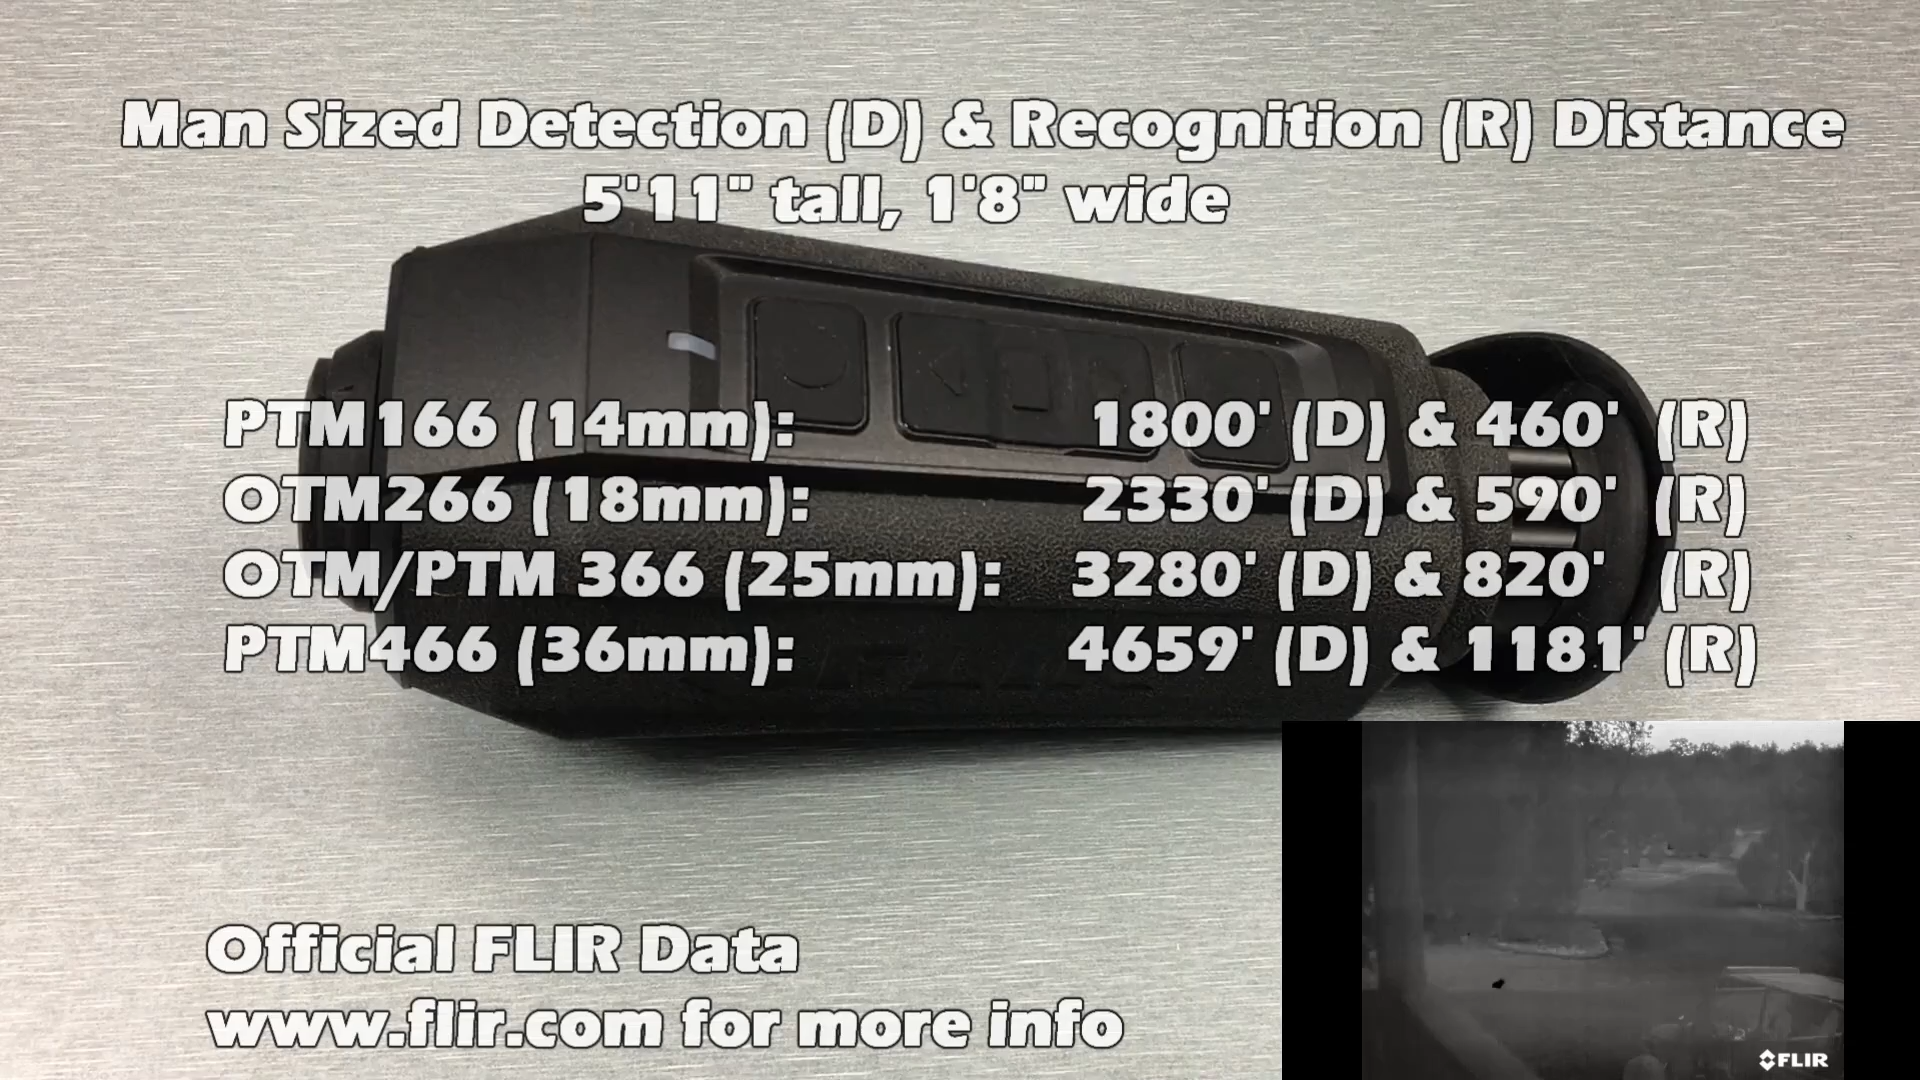 Man Sized Detection (D) & Recognition (R) Distance
5'11" tall, 1'8" wide
PTM166 (14mm): 1800' (D) & 460' (R)
OTM266 (18mm): 2330' (D) & 590' (R)
OTM/PTM 366 (25mm): 3280' (D) & 820' (R)
PTM466 (36mm): 4659' (D) & 1181' (R)
FLIR
Official FLIR Data
www.flir.com for more info
FLIR